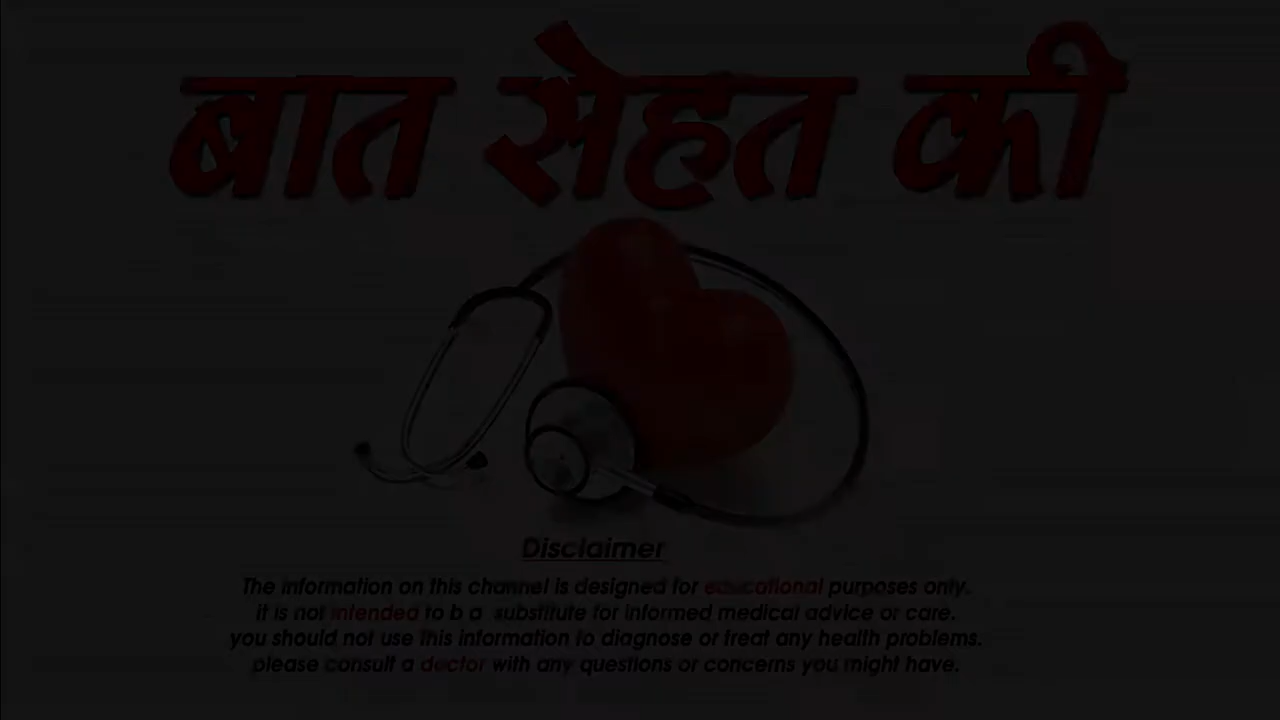 बात सेहत की
Disclaimer
The information on this channel is designed for educational purposes only.
it is not intended to b a substitute for informed medical advice or care.
you should not use this information to diagnose or treat any health problems.
please consult a doctor with any questions or concerns you might have.